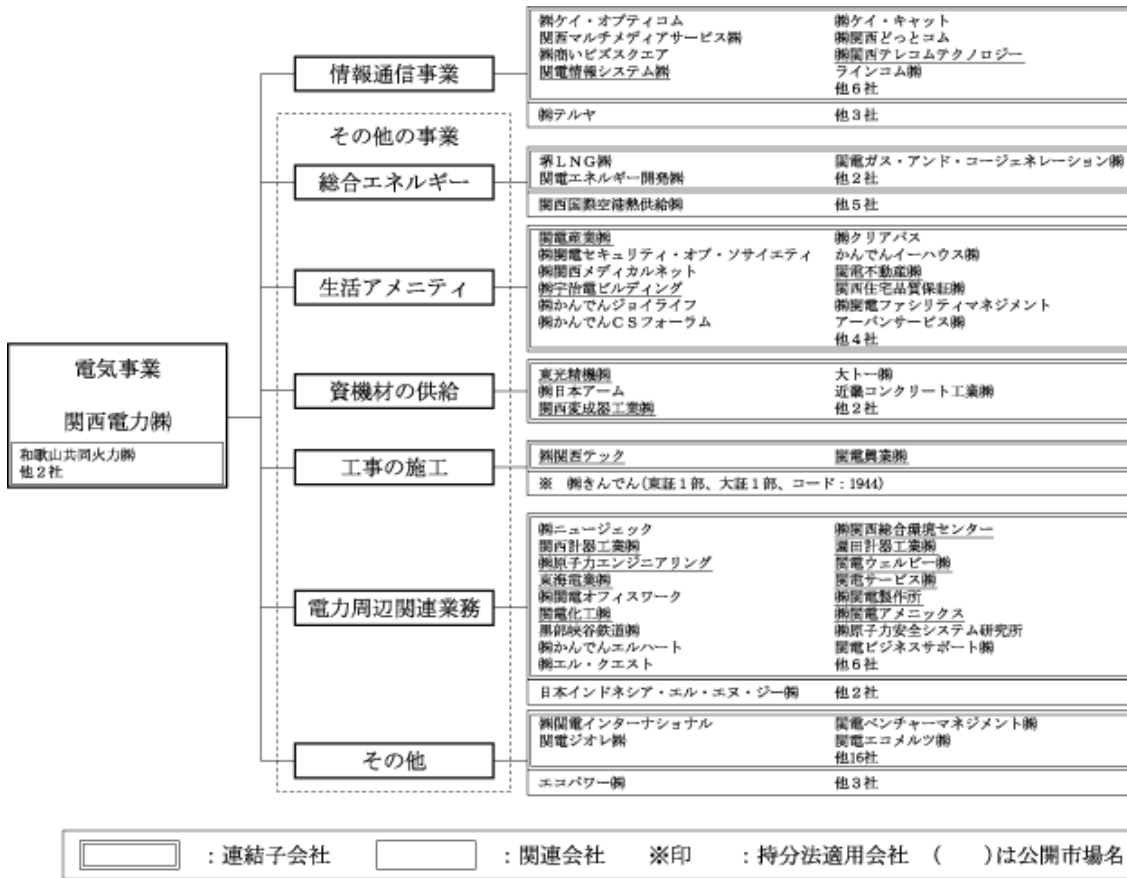 情報通信事業
㈱ケイ・オプティコム ㈱ケイ・キャット
関西マルチメディアサービス㈱ ㈱関西どっとコム
㈱商いビズスクエア ㈱関西テレコムテクノロジー
関電情報システム㈱ ラインコム㈱
他6社
㈱テルヤ 他3社
その他の事業
総合エネルギー
堺LNG㈱ 関電ガス・アンド・コージェネレーション㈱
関電エネルギー開発㈱ 他2社
関西国際空港熱供給㈱ 他5社
生活アメニティ
関電産業㈱ ㈱クリアパス
㈱関電セキュリティ・オブ・ソサイエティ かんでんイーハウス㈱
㈱関西メディカルネット 関電不動産㈱
㈱宇治電ビルディング 関西住宅品質保証㈱
㈱かんでんジョイライフ ㈱関電ファシリティマネジメント
㈱かんでんCSフォーラム アーバンサービス㈱
他4社
電気事業
関西電力㈱
和歌山共同火力㈱
他2社
資機材の供給
東光精機㈱ 大トー㈱
㈱日本アーム 近畿コンクリート工業㈱
関西変成器工業㈱ 他2社
工事の施工
㈱関西テック 関電興業㈱
※ ㈱きんでん(東証1部、大証1部、コード:1944)
電力周辺関連業務
㈱ニュージェック ㈱関西総合環境センター
関西計器工業㈱ 濱田計器工業㈱
㈱原子力エンジニアリング 関電ウェルビー㈱
東海電業㈱ 関電サービス㈱
㈱関電オフィスワーク ㈱関電製作所
関電化工㈱ ㈱関電アメニックス
黒部峡谷鉄道㈱ ㈱原子力安全システム研究所
㈱かんでんエルハート 関電ビジネスサポート㈱
㈱エル・クエスト 他6社
日本インドネシア・エル・エヌ・ジー㈱ 他2社
その他
㈱関電インターナショナル 関電ベンチャーマネジメント㈱
関電ジオレ㈱ 関電エコメルツ㈱
他16社
エコパワー㈱ 他3社
:連結子会社 :関連会社 ※印 :持分法適用会社 ( )は公開市場名